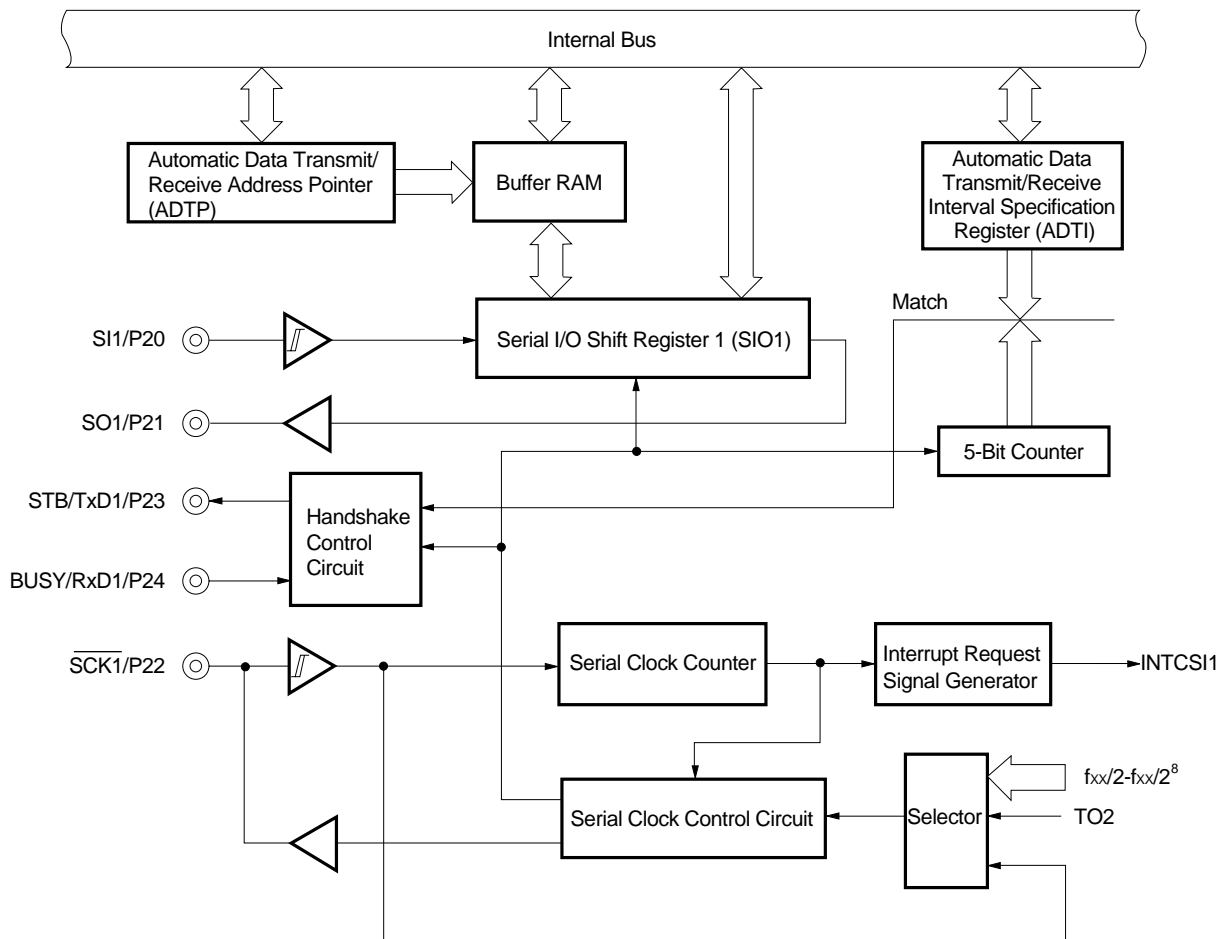 Internal Bus
Automatic Data Transmit/
Receive Address Pointer
(ADTP)
Buffer RAM
Automatic Data
Transmit/Receive
Interval Specification
Register (ADTI)
Match
SI1/P20
Serial I/O Shift Register 1 (SIO1)
SO1/P21
5-Bit Counter
STB/TxD1/P23
Handshake
Control
Circuit
BUSY/RxD1/P24
SCK1/P22
Serial Clock Counter
Interrupt Request
Signal Generator
INTCSI1
Serial Clock Control Circuit
Selector
fxx/2-fxx/2⁸
TO2